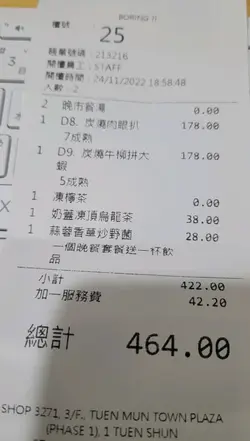 檯號
25
賬單號碼 : 213216
開檯員工 : STAFF
開檯時間 : 24/11/2022 18:58:48
人數 : 2
2 晚市餐湯 0.00
1 D8. 炭燒肉眼扒 178.00
7成熟
1 D9. 炭燒牛柳拼大 178.00
蝦
5成熟
1 凍檸茶 0.00
1 奶蓋凍頂烏龍茶 38.00
1 蒜蓉香草炒野菌 28.00
一個晚餐套餐送一杯飲
品
小計 422.00
加一服務費 42.20
總計 464.00
SHOP 3271, 3/F., TUEN MUN TOWN PLAZA
(PHASE 1), 1 TUEN SHUN